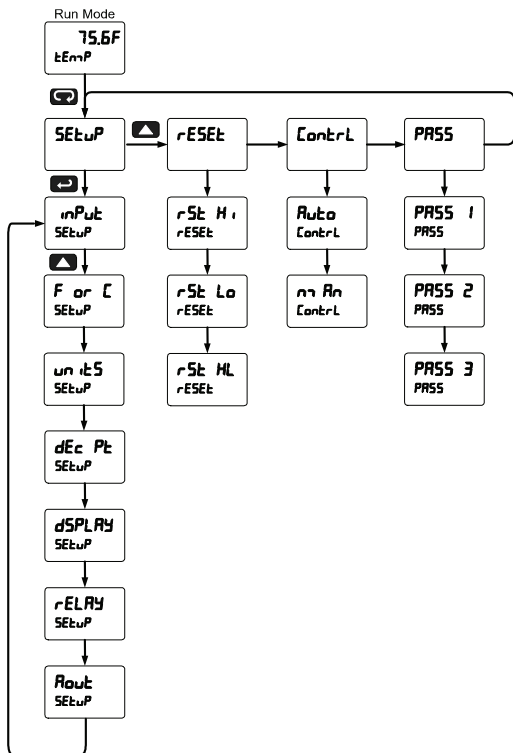 Run Mode
75.6F
tEmP
SEtuP
rESEt
ContrL
PASS
inPut
SEtuP
rSt Hi
rESEt
Auto
ContrL
PASS 1
PASS
F or C
SEtuP
rSt Lo
rESEt
mAn
ContrL
PASS 2
PASS
unitS
SEtuP
rSt HL
rESEt
PASS 3
PASS
dEc Pt
SEtuP
dSPLAY
SEtuP
rELAY
SEtuP
Aout
SEtuP